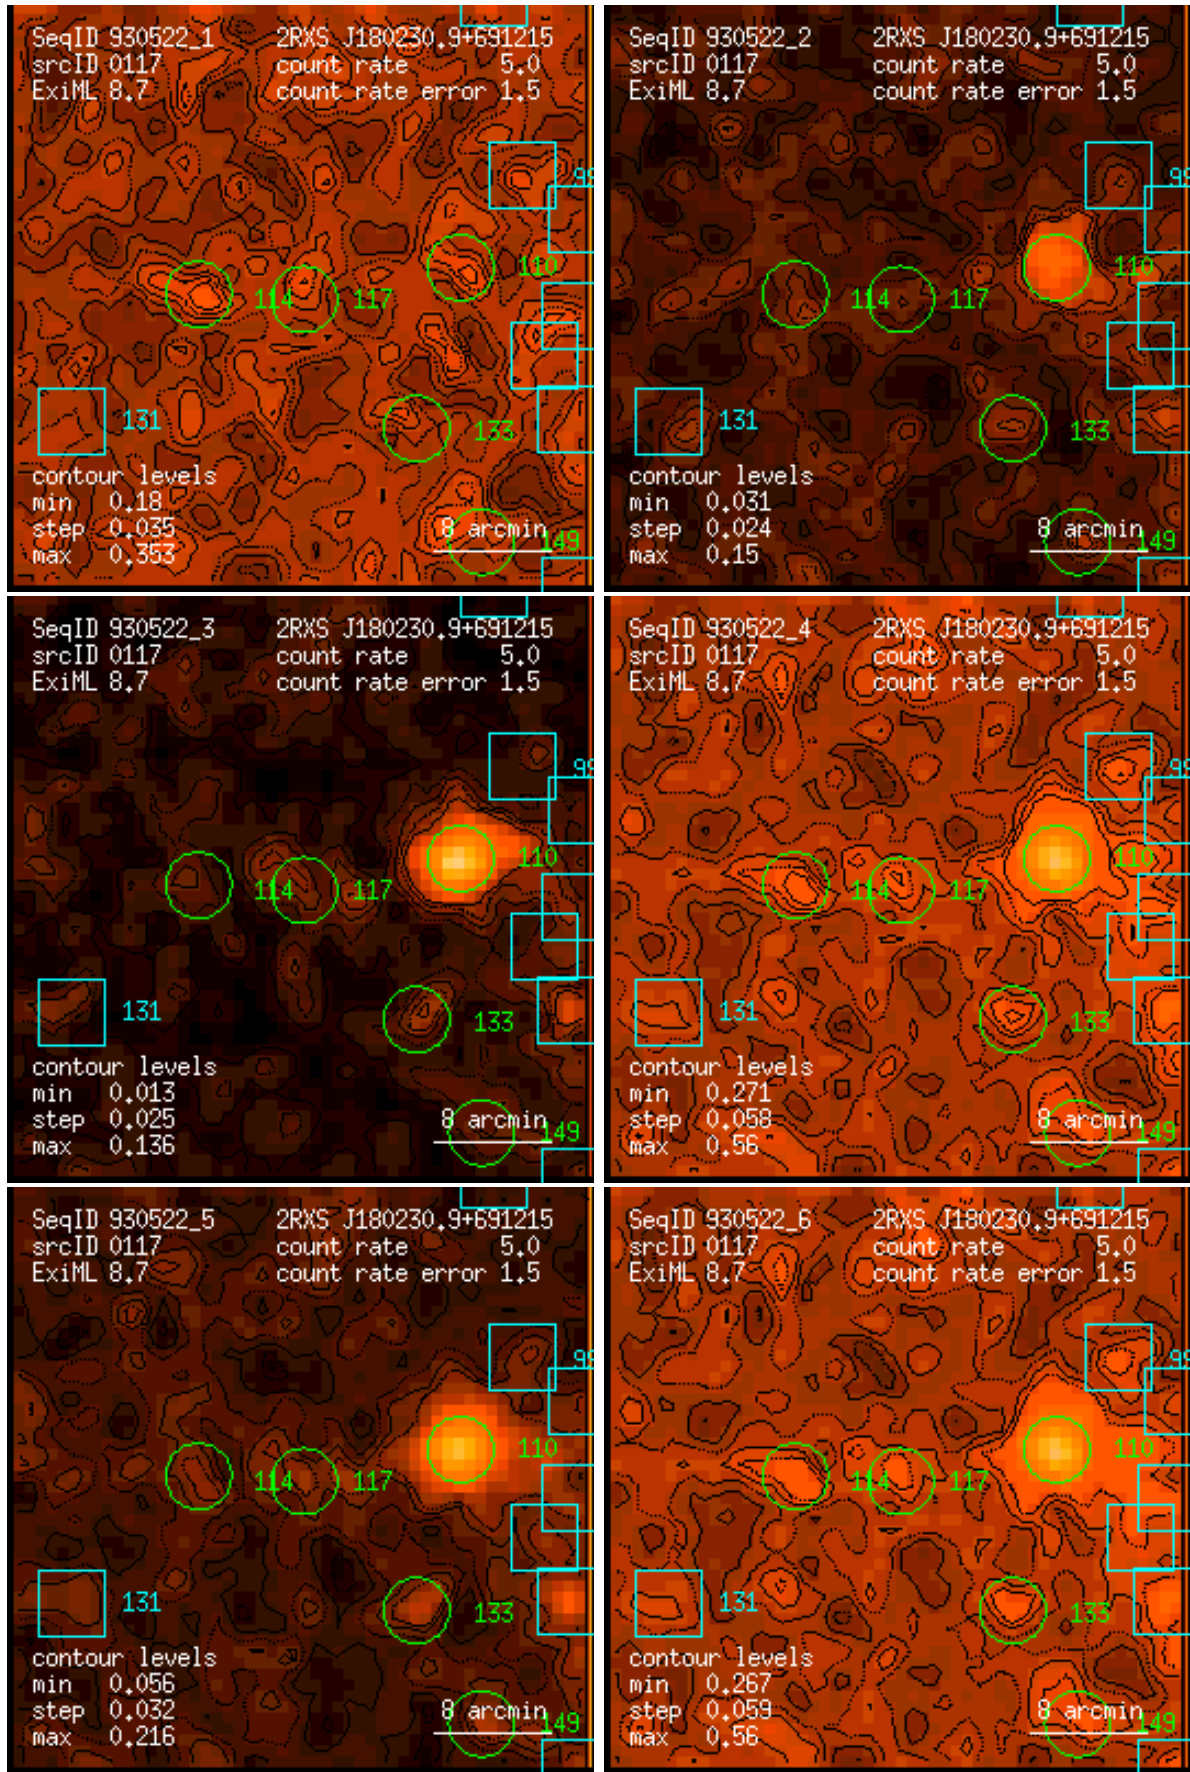 SeqID 930522_1 2RXS J180230.9+691215
srcID 0117 count rate 5.0
ExiML 8.7 count rate error 1.5
99
110
114 117
131 133
contour levels
min 0.18
step 0.035 8 arcmin
149
max 0.353
SeqID 930522_2 2RXS J180230.9+691215
srcID 0117 count rate 5.0
ExiML 8.7 count rate error 1.5
99
110
114 117
131 133
contour levels
min 0.031
step 0.024 8 arcmin
149
max 0.15
SeqID 930522_3 2RXS J180230.9+691215
srcID 0117 count rate 5.0
ExiML 8.7 count rate error 1.5
99
110
114 117
131 133
contour levels
min 0.013
step 0.025 8 arcmin
149
max 0.136
SeqID 930522_4 2RXS J180230.9+691215
srcID 0117 count rate 5.0
ExiML 8.7 count rate error 1.5
99
110
114 117
131 133
contour levels
min 0.271
step 0.058 8 arcmin
149
max 0.56
SeqID 930522_5 2RXS J180230.9+691215
srcID 0117 count rate 5.0
ExiML 8.7 count rate error 1.5
99
110
114 117
131 133
contour levels
min 0.056
step 0.032 8 arcmin
149
max 0.216
SeqID 930522_6 2RXS J180230.9+691215
srcID 0117 count rate 5.0
ExiML 8.7 count rate error 1.5
99
110
114 117
131 133
contour levels
min 0.267
step 0.059 8 arcmin
149
max 0.56